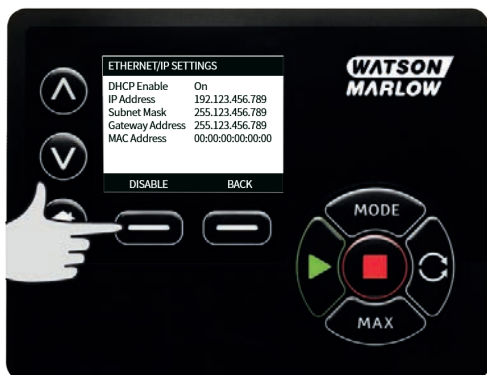 ETHERNET/IP SETTINGS
DHCP Enable On
IP Address 192.123.456.789
Subnet Mask 255.123.456.789
Gateway Address 255.123.456.789
MAC Address 00:00:00:00:00:00
DISABLE BACK
WATSON
MARLOW
MODE
MAX